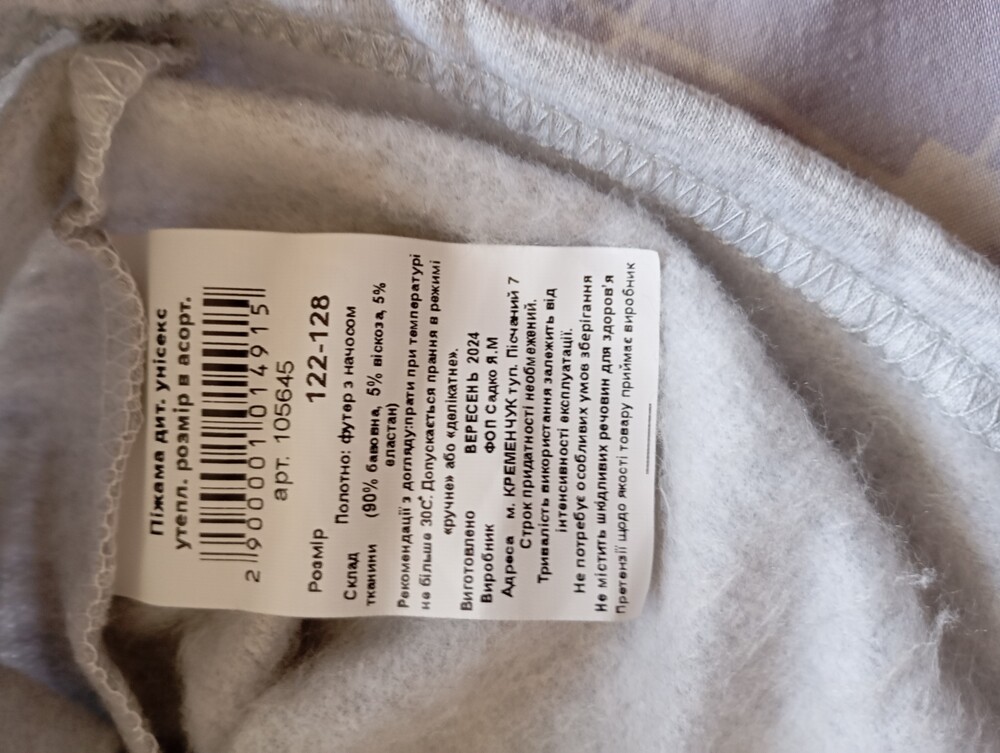 Піжама дит. унісекс
утепл. розмір в асорт.
2 900001 014915
арт. 105645
Розмір 122-128
Склад тканини Полотно: футер з начосом
(90% бавовна, 5% віскоза, 5%
еластан)
Рекомендації з догляду:прати при температурі
не більше 30С°. Допускається прання в режимі
«ручне» або «делікатне».
Виготовлено ВЕРЕСЕНЬ 2024
Виробник ФОП Садко Я.М
Адреса м. КРЕМЕНЧУК туп. Пісчаний 7
Строк придатності необмежений.
Тривалість використання залежить від
інтенсивності експлуатації.
Не потребує особливих умов зберігання
Не містить шкідливих речовин для здоров'я
Претензії щодо якості товару приймає виробник